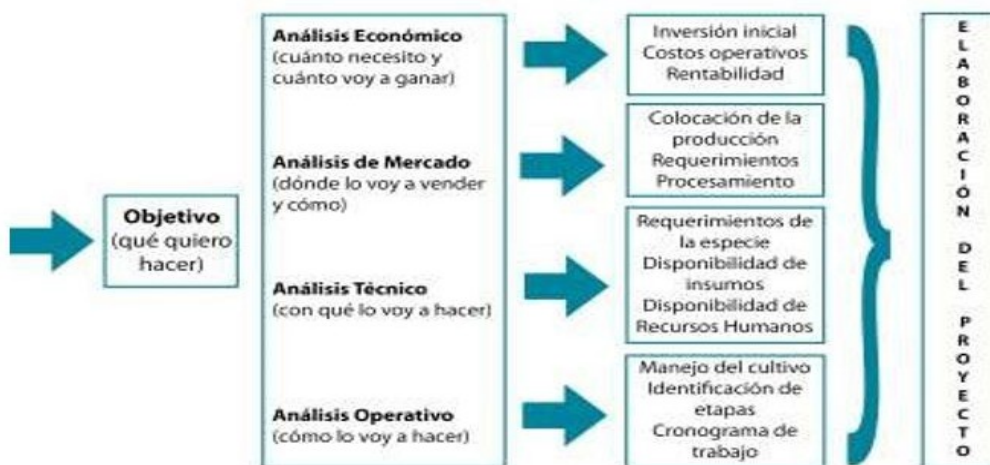 Objetivo
(qué quiero
hacer)
Análisis Económico
(cuánto necesito y
cuánto voy a ganar)
Análisis de Mercado
(dónde lo voy a vender
y cómo)
Análisis Técnico
(con qué lo voy a hacer)
Análisis Operativo
(cómo lo voy a hacer)
Inversión inicial
Costos operativos
Rentabilidad
Colocación de la
producción
Requerimientos
Procesamiento
Requerimientos de
la especie
Disponibilidad de
insumos
Disponibilidad de
Recursos Humanos
Manejo del cultivo
Identificación de
etapas
Cronograma de
trabajo
ELABORACIÓN DEL PROYECTO